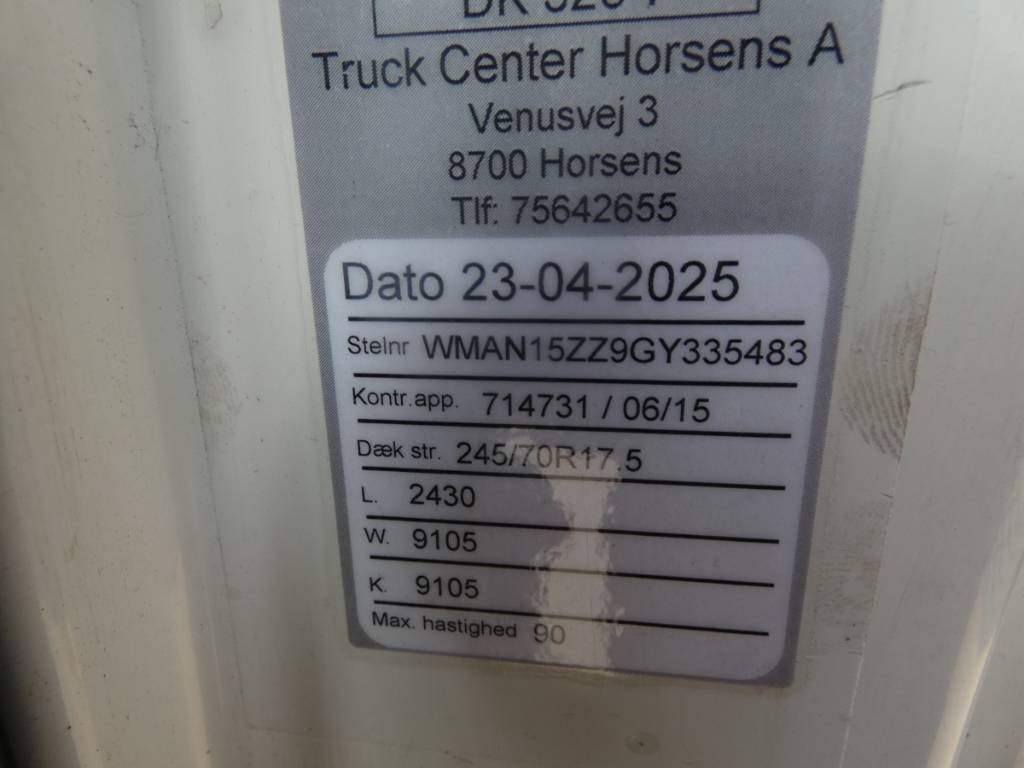 Truck Center Horsens A
Venusvej 3
8700 Horsens
Tlf: 75642655
Dato 23-04-2025
Stelnr WMAN15ZZ9GY335483
Kontr.app. 714731 / 06/15
Dæk str. 245/70R17.5
L. 2430
W. 9105
K. 9105
Max. hastighed 90